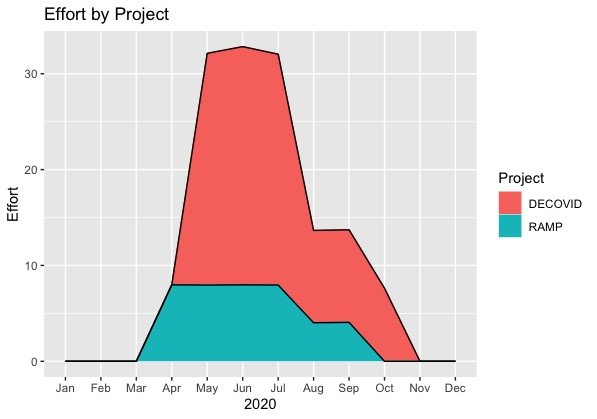 Effort by Project
Effort
30
20
10
0
Jan Feb Mar Apr May Jun Jul Aug Sep Oct Nov Dec
2020
Project
DECOVID
RAMP